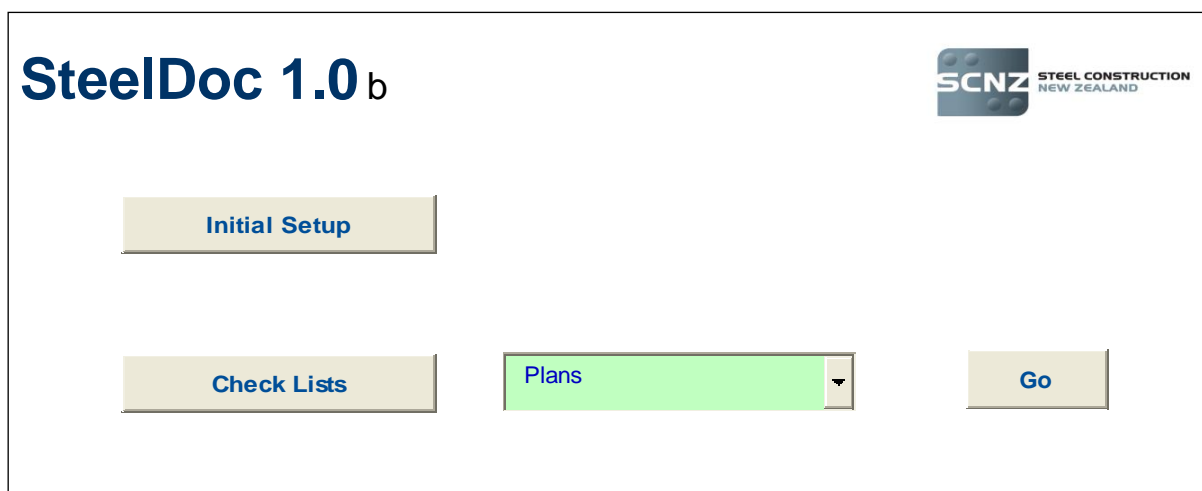 SteelDoc 1.0 b
SCNZ STEEL CONSTRUCTION
NEW ZEALAND
Initial Setup
Check Lists
Plans
Go